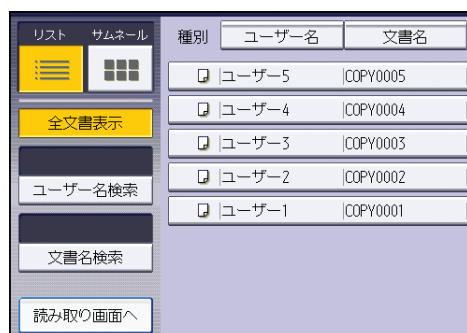 リスト サムネール
全文書表示
ユーザー名検索
文書名検索
読み取り画面へ
種別 ユーザー名 文書名
ユーザー5 COPY0005
ユーザー4 COPY0004
ユーザー3 COPY0003
ユーザー2 COPY0002
ユーザー1 COPY0001